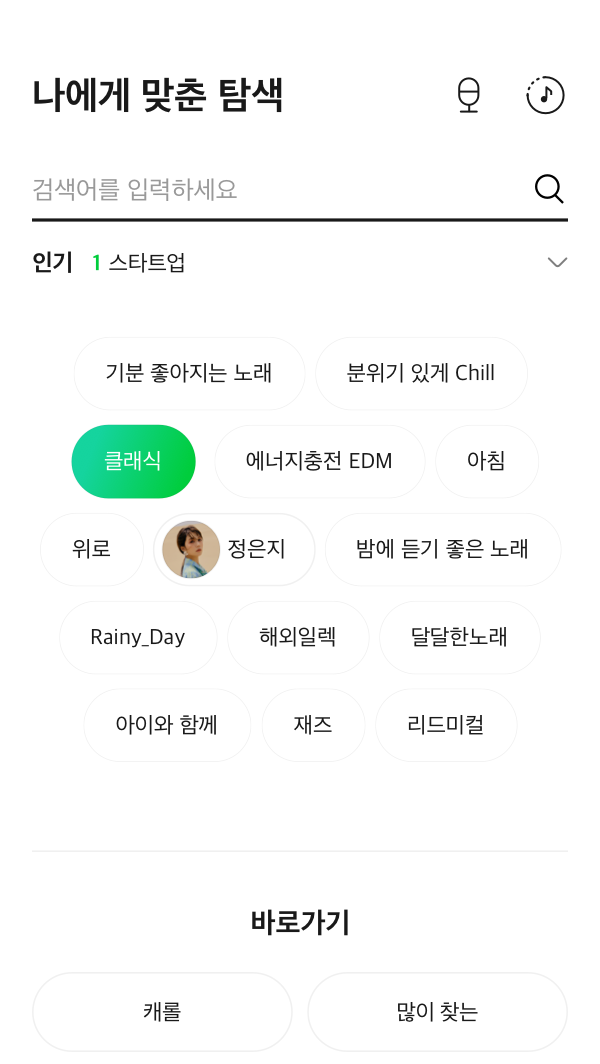 나에게 맞춘 탐색
검색어를 입력하세요
인기 1 스타트업
기분 좋아지는 노래 분위기 있게 Chill
클래식 에너지충전 EDM 아침
위로 정은지 밤에 듣기 좋은 노래
Rainy_Day 해외일렉 달달한노래
아이와 함께 재즈 리드미컬
바로가기
캐롤 많이 찾는